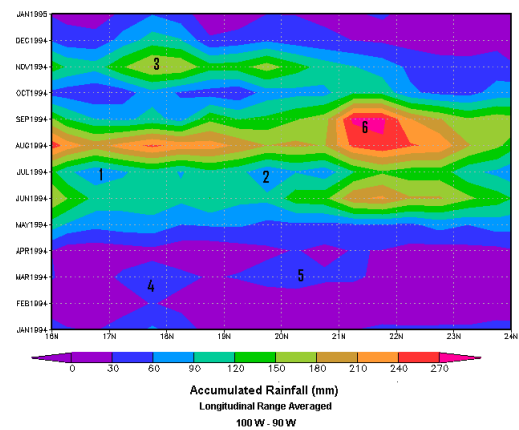 JAN1995
DEC1994
NOV1994
OCT1994
SEP1994
AUG1994
JUL1994
JUN1994
MAY1994
APR1994
MAR1994
FEB1994
JAN1994
3
6
1
2
4
5
16N 17N 18N 19N 20N 21N 22N 23N 24N
0 30 60 90 120 150 180 210 240 270
Accumulated Rainfall (mm)
Longitudinal Range Averaged
100 W - 90 W